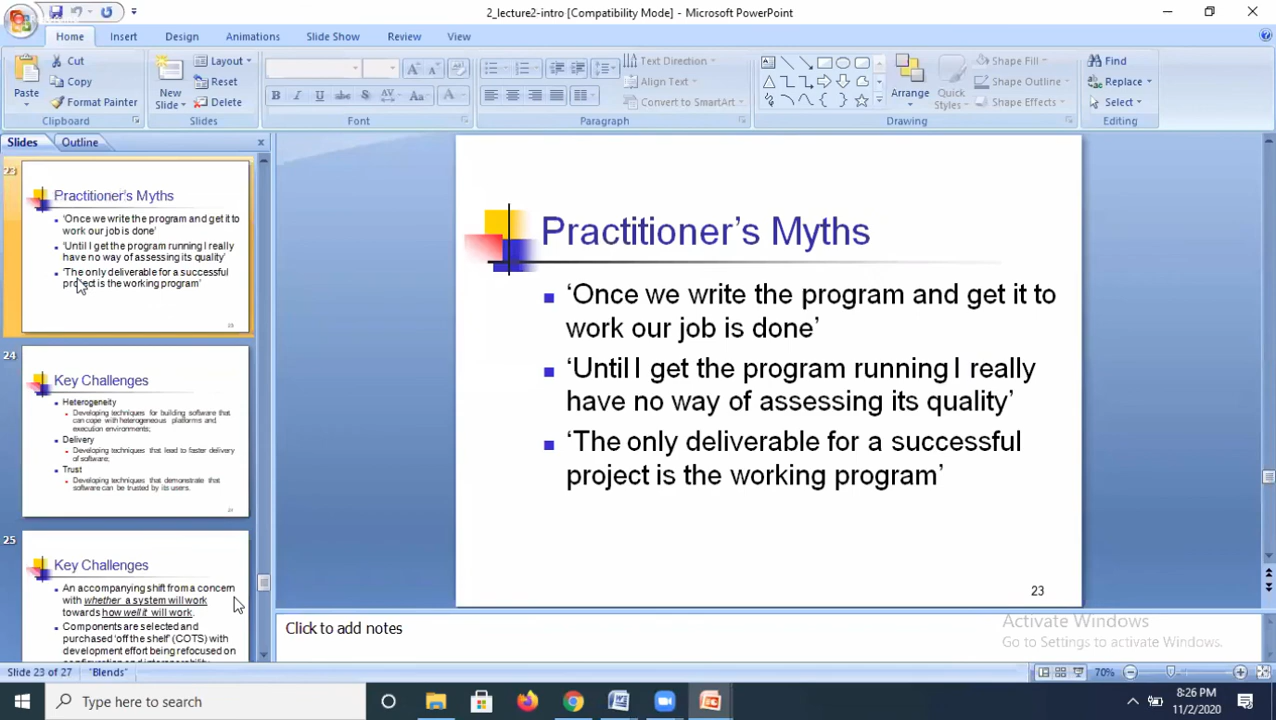 2_lecture2-intro [Compatibility Mode] - Microsoft PowerPoint
Home Insert Design Animations Slide Show Review View
Paste
Cut
Copy
Format Painter
Clipboard
New Slide
Layout
Reset
Delete
Slides
B I U abc S AV Aa A
Font
Text Direction
Align Text
Convert to SmartArt
Paragraph
Arrange
Quick Styles
Shape Fill
Shape Outline
Shape Effects
Drawing
Find
Replace
Select
Editing
Slides Outline
23
Practitioner's Myths
'Once we write the program and get it to
work our job is done'
'Until I get the program running I really
have no way of assessing its quality'
'The only deliverable for a successful
project is the working program'
23
24
Key Challenges
Heterogeneity
Developing techniques for building software that
can cope with heterogeneous platforms and
execution environments;
Delivery
Developing techniques that lead to faster delivery
of software;
Trust
Developing techniques that demonstrate that
software can be trusted by its users.
24
25
Key Challenges
An accompanying shift from a concern
with whether a system will work
towards how well it will work.
Components are selected and
purchased 'off the shelf' (COTS) with
development effort being refocused on
Practitioner's Myths
'Once we write the program and get it to
work our job is done'
'Until I get the program running I really
have no way of assessing its quality'
'The only deliverable for a successful
project is the working program'
23
Click to add notes
Activate Windows
Go to Settings to activate Windows.
Slide 23 of 27 "Blends" 70%
Type here to search
8:26 PM
11/2/2020